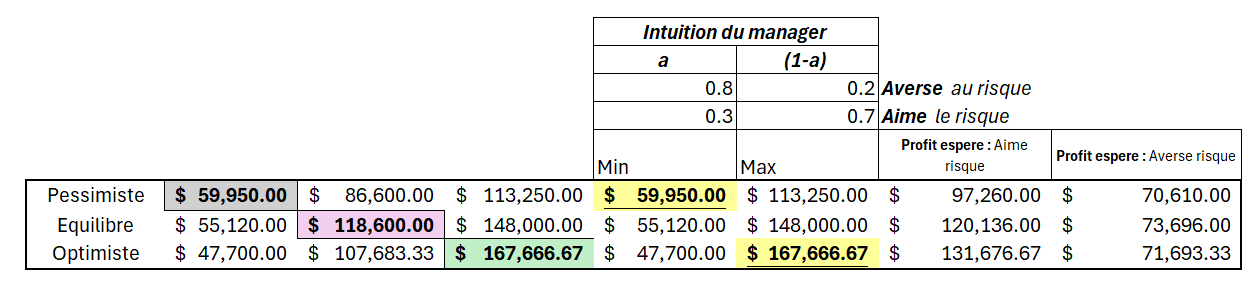 Intuition du manager
a (1-a)
0.8 0.2 Averse au risque
0.3 0.7 Aime le risque
Min Max Profit espere : Aime risque Profit espere : Averse risque
Pessimiste $ 59,950.00 $ 86,600.00 $ 113,250.00 $ 59,950.00 $ 113,250.00 $ 97,260.00 $ 70,610.00
Equilibre $ 55,120.00 $ 118,600.00 $ 148,000.00 $ 55,120.00 $ 148,000.00 $ 120,136.00 $ 73,696.00
Optimiste $ 47,700.00 $ 107,683.33 $ 167,666.67 $ 47,700.00 $ 167,666.67 $ 131,676.67 $ 71,693.33